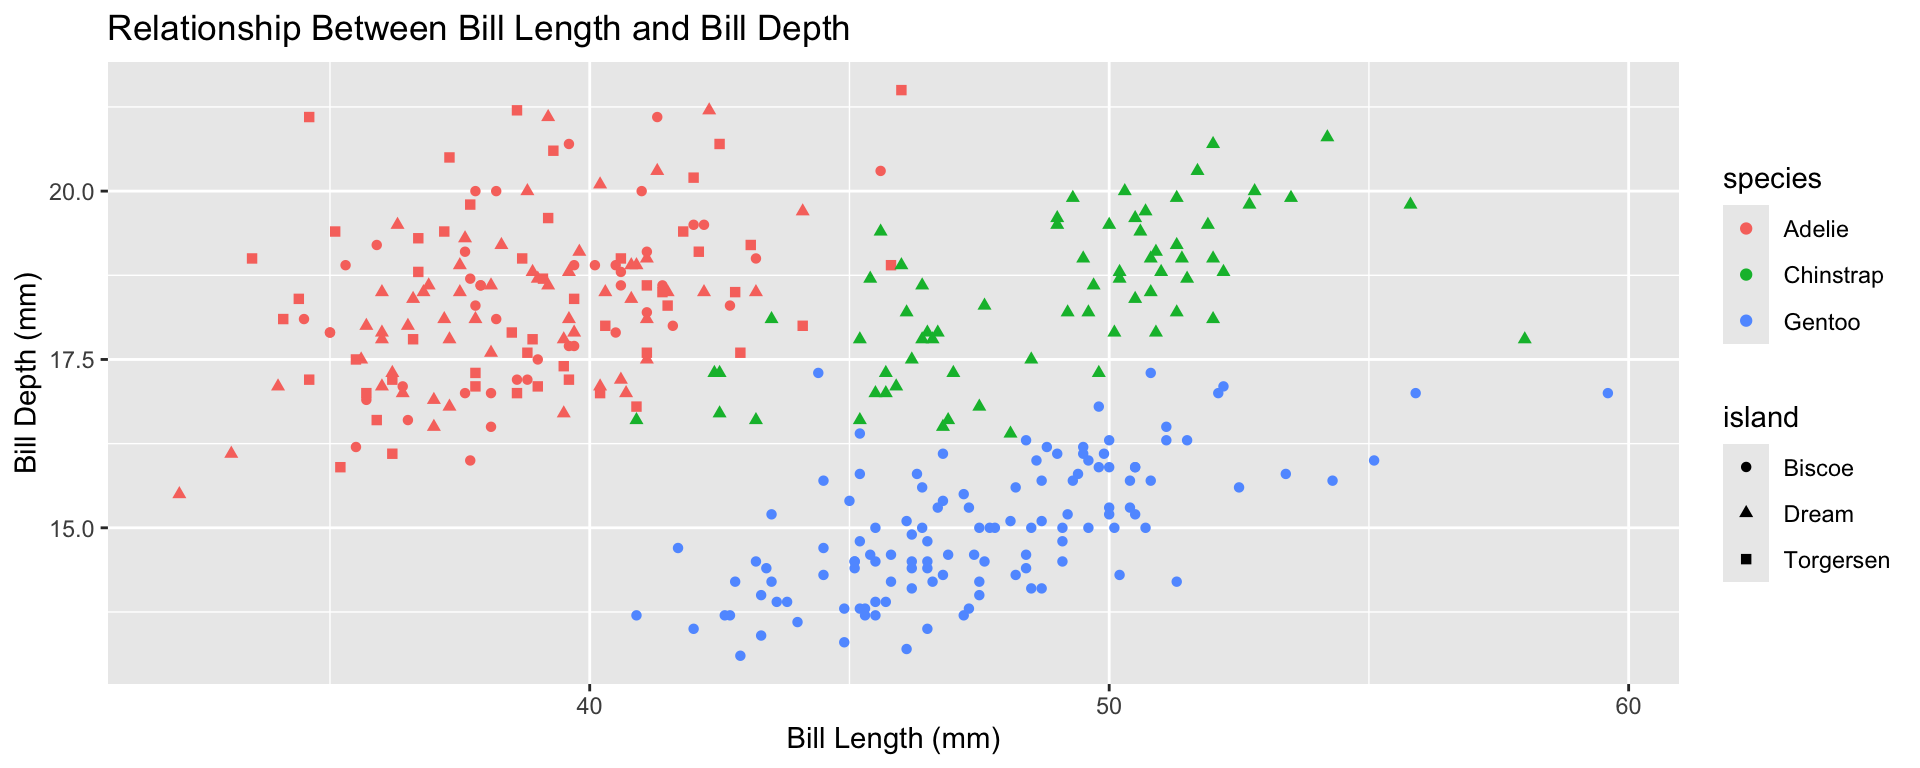 Relationship Between Bill Length and Bill Depth
Bill Depth (mm)
20.0
17.5
15.0
40
50
60
Bill Length (mm)
species
Adelie
Chinstrap
Gentoo
island
Biscoe
Dream
Torgersen